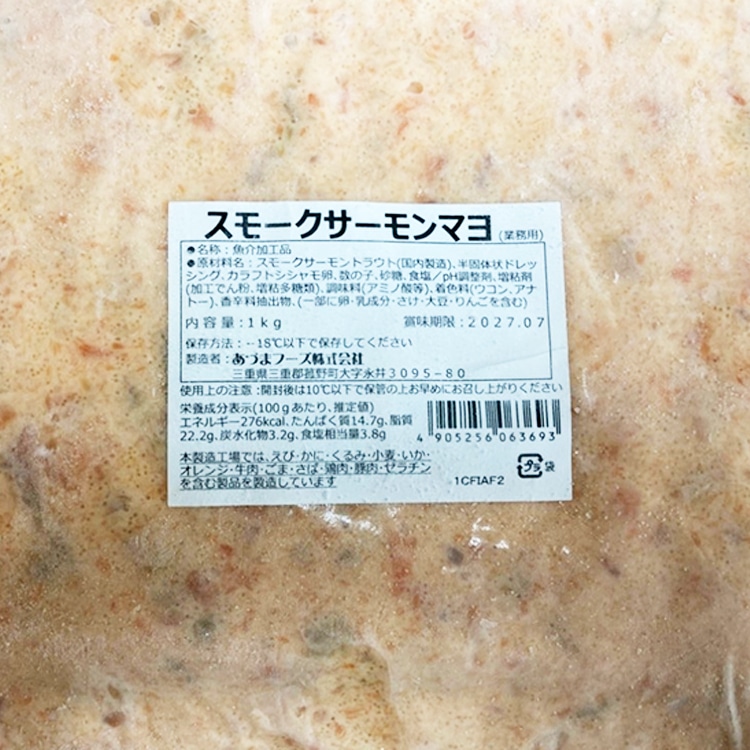 スモークサーモンマヨ (業務用)
●名称：魚介加工品
●原材料名：スモークサーモントラウト(国内製造)､半固体状ドレッ
シング､カラフトシシャモ卵､数の子､砂糖､食塩／pH調整剤､増粘剤
(加工でん粉､増粘多糖類)､調味料(アミノ酸等)､着色料(ウコン､アナ
トー)､香辛料抽出物､(一部に卵･乳成分･さけ･大豆･りんごを含む)
内容量：1kg 賞味期限：2027.07
保存方法：－18℃以下で保存してください
製造者：あづまフーズ株式会社
三重県三重郡菰野町大字永井3095－80
使用上の注意：開封後は10℃以下で保管の上お早めにお召し上がりください
栄養成分表示(100gあたり､推定値)
エネルギー276kcal､たんぱく質14.7g､脂質
22.2g､炭水化物3.2g､食塩相当量3.8g
4 905256 063693
本製造工場では､えび･かに･くるみ･小麦･いか･
オレンジ･牛肉･ごま･さば･鶏肉･豚肉･ゼラチン
を含む製品を製造しています
プラ 袋
1CFIAF2